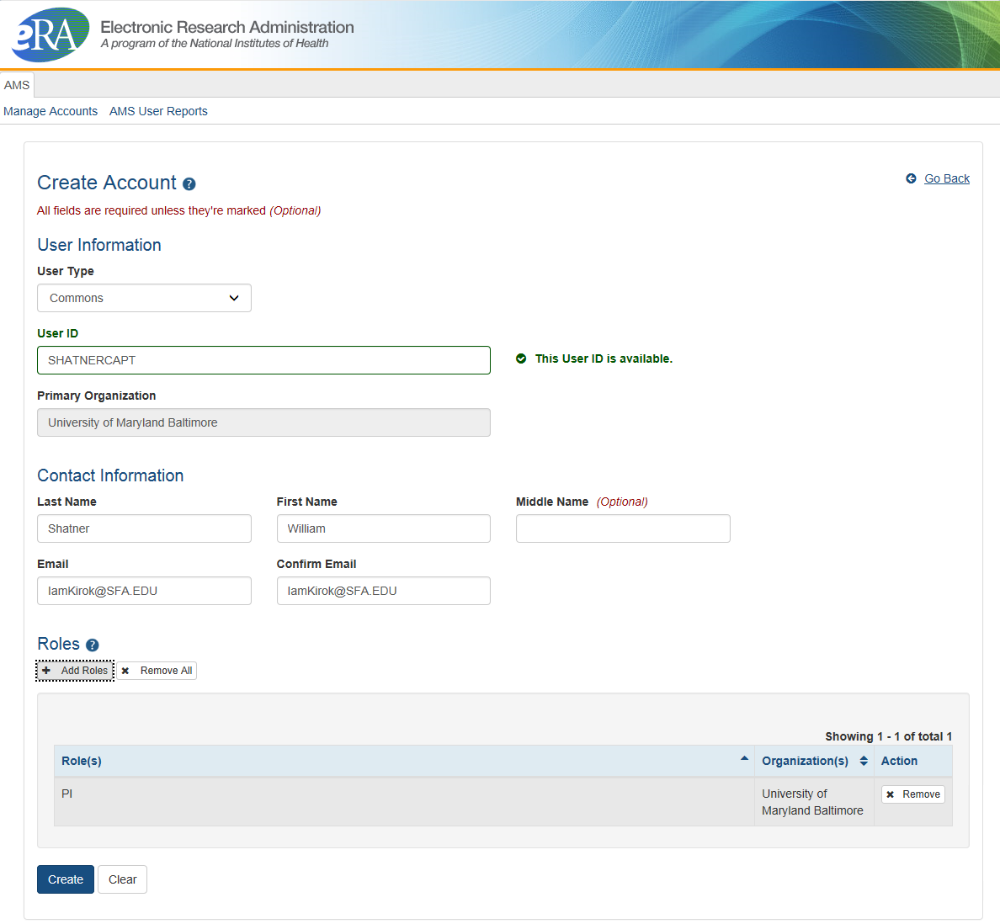 eRA
Electronic Research Administration
A program of the National Institutes of Health
AMS
Manage Accounts AMS User Reports
Create Account ?
Go Back
All fields are required unless they're marked (Optional)
User Information
User Type
Commons
User ID
SHATNERCAPT
This User ID is available.
Primary Organization
University of Maryland Baltimore
Contact Information
Last Name First Name Middle Name (Optional)
Shatner William
Email Confirm Email
IamKirok@SFA.EDU IamKirok@SFA.EDU
Roles ?
Add Roles Remove All
Showing 1 - 1 of total 1
Role(s) Organization(s) Action
PI University of Maryland Baltimore Remove
Create Clear